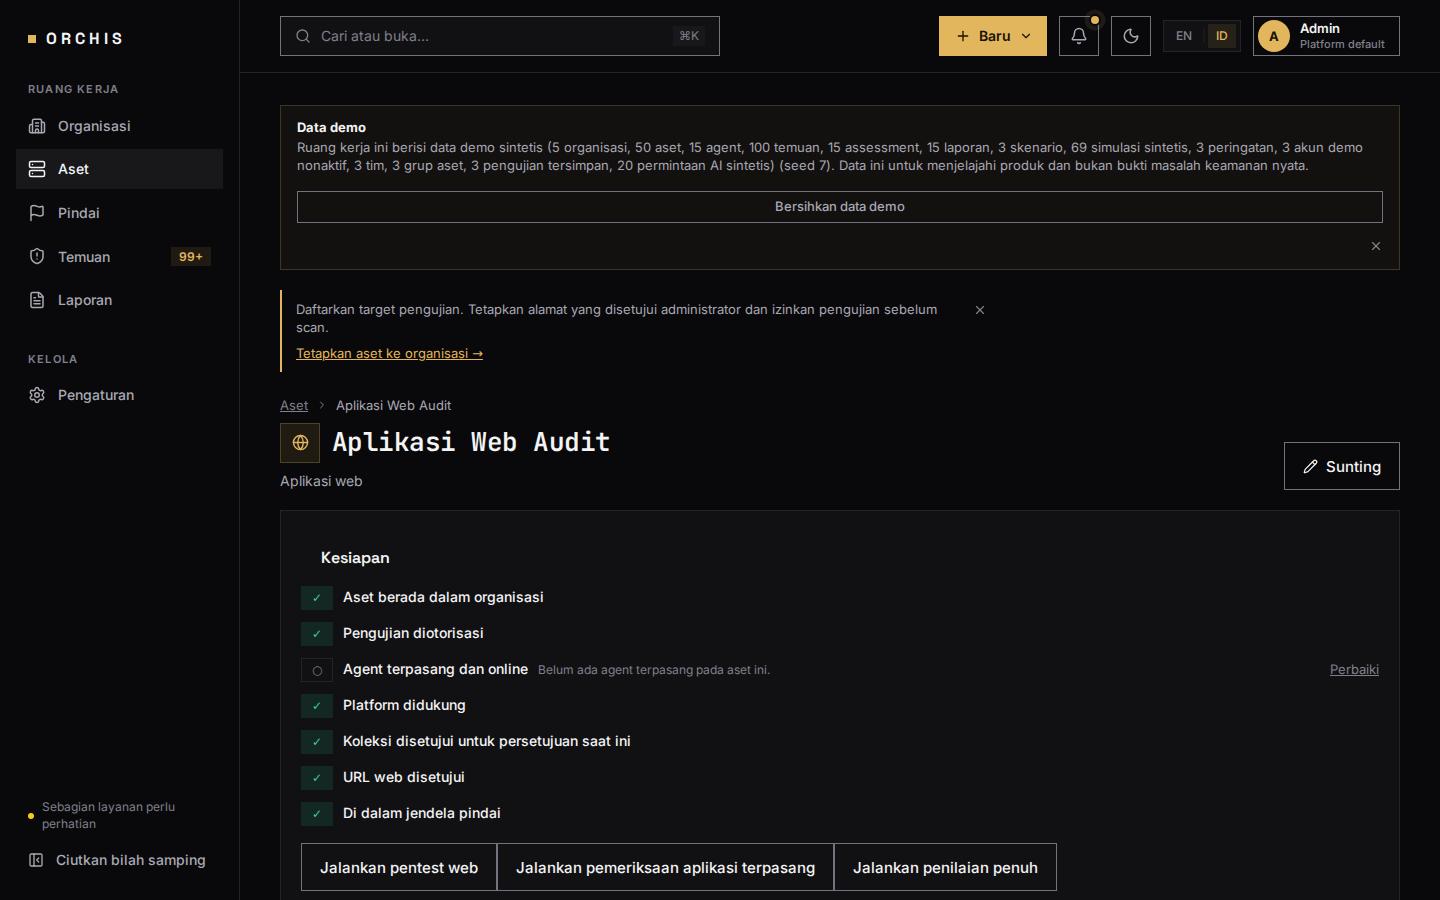 ORCHIS
Cari atau buka...
⌘K
Baru
EN
ID
A
Admin
Platform default
RUANG KERJA
Organisasi
Aset
Pindai
Temuan
99+
Laporan
KELOLA
Pengaturan
Sebagian layanan perlu
perhatian
Ciutkan bilah samping
Data demo
Ruang kerja ini berisi data demo sintetis (5 organisasi, 50 aset, 15 agent, 100 temuan, 15 assessment, 15 laporan, 3 skenario, 69 simulasi sintetis, 3 peringatan, 3 akun demo
nonaktif, 3 tim, 3 grup aset, 3 pengujian tersimpan, 20 permintaan AI sintetis) (seed 7). Data ini untuk menjelajahi produk dan bukan bukti masalah keamanan nyata.
Bersihkan data demo
Daftarkan target pengujian. Tetapkan alamat yang disetujui administrator dan izinkan pengujian sebelum
scan.
Tetapkan aset ke organisasi →
Aset
Aplikasi Web Audit
Aplikasi Web Audit
Aplikasi web
Sunting
Kesiapan
✓ Aset berada dalam organisasi
✓ Pengujian diotorisasi
○ Agent terpasang dan online Belum ada agent terpasang pada aset ini. Perbaiki
✓ Platform didukung
✓ Koleksi disetujui untuk persetujuan saat ini
✓ URL web disetujui
✓ Di dalam jendela pindai
Jalankan pentest web
Jalankan pemeriksaan aplikasi terpasang
Jalankan penilaian penuh